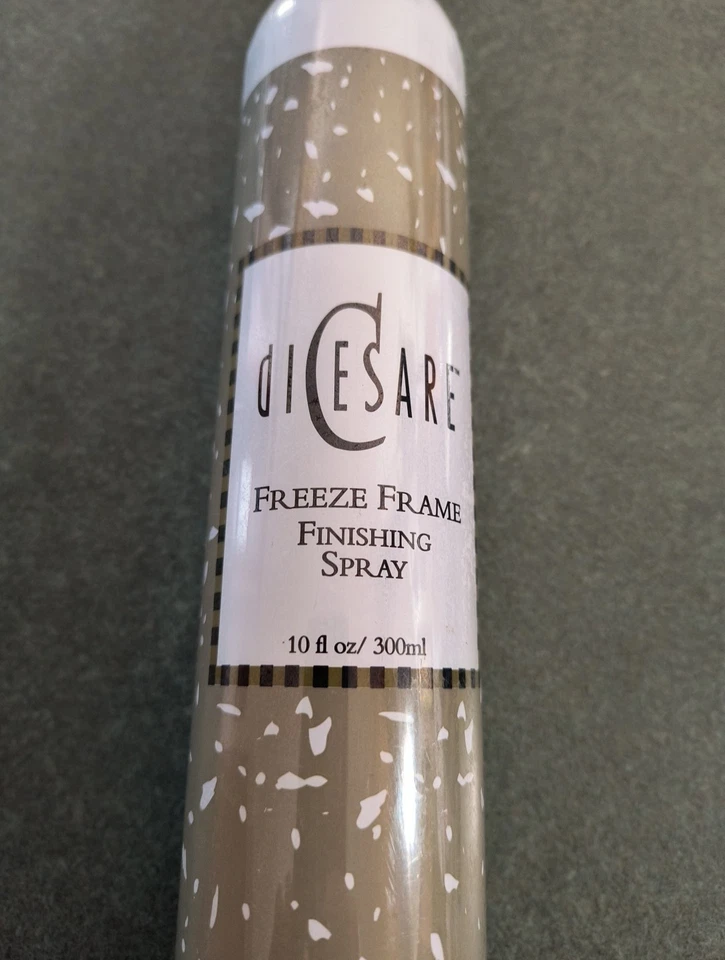 diCesare
Freeze Frame
Finishing
Spray
10 fl oz/ 300ml